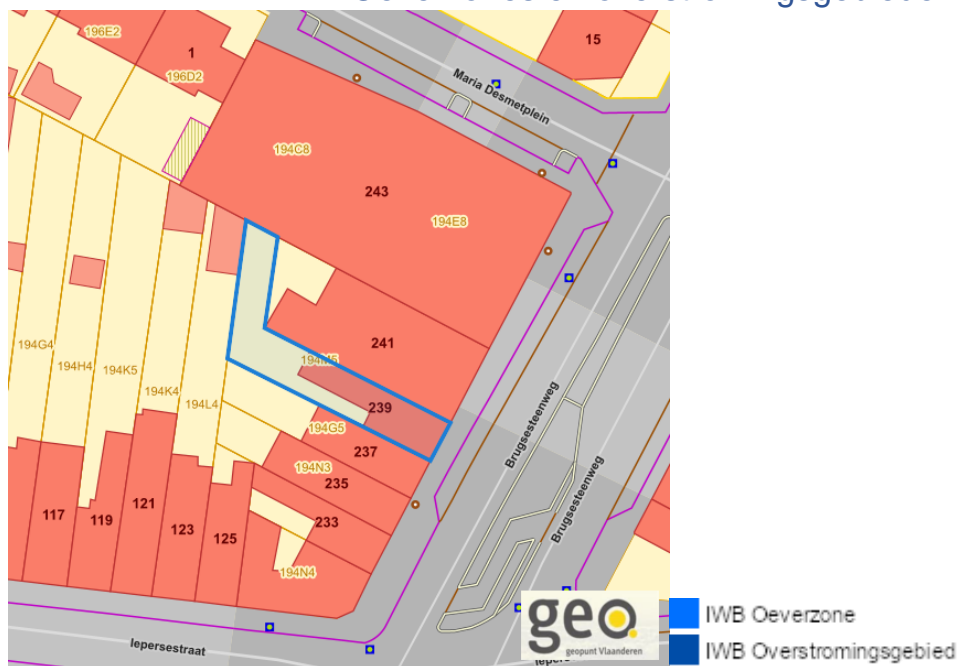 196E2
1
196D2
15
Maria Desmetplein
194C8
243
194E8
194G4
194H4
194K5
194K4
194L4
241
239
194G5
237
194N3
235
233
194N4
117
119
121
123
125
Brugsesteenweg
Brugsesteenweg
Iepersestraat
geo.
geopunt Vlaanderen
IWB Oeverzone
IWB Overstromingsgebied